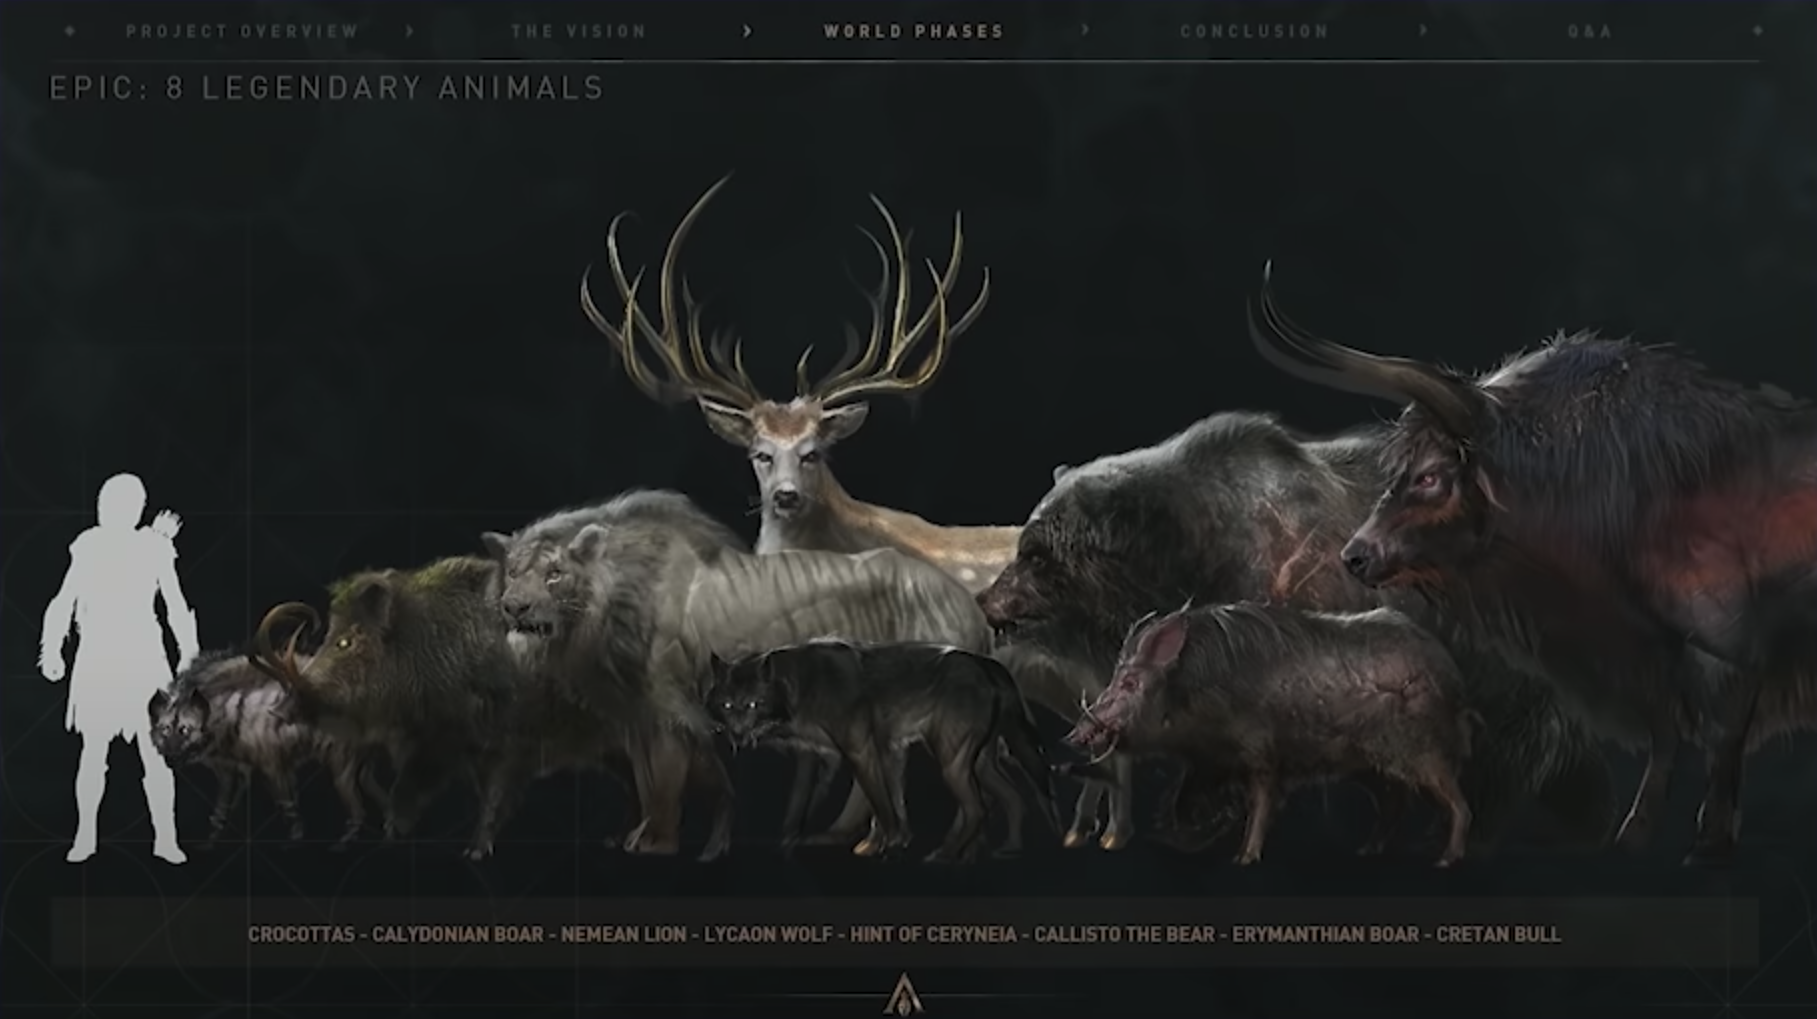 PROJECT OVERVIEW > THE VISION > WORLD PHASES > CONCLUSION > Q&A
EPIC: 8 LEGENDARY ANIMALS
CROCOTTAS - CALYDONIAN BOAR - NEMEAN LION - LYCAON WOLF - HINT OF CERYNEIA - CALLISTO THE BEAR - ERYMANTHIAN BOAR - CRETAN BULL